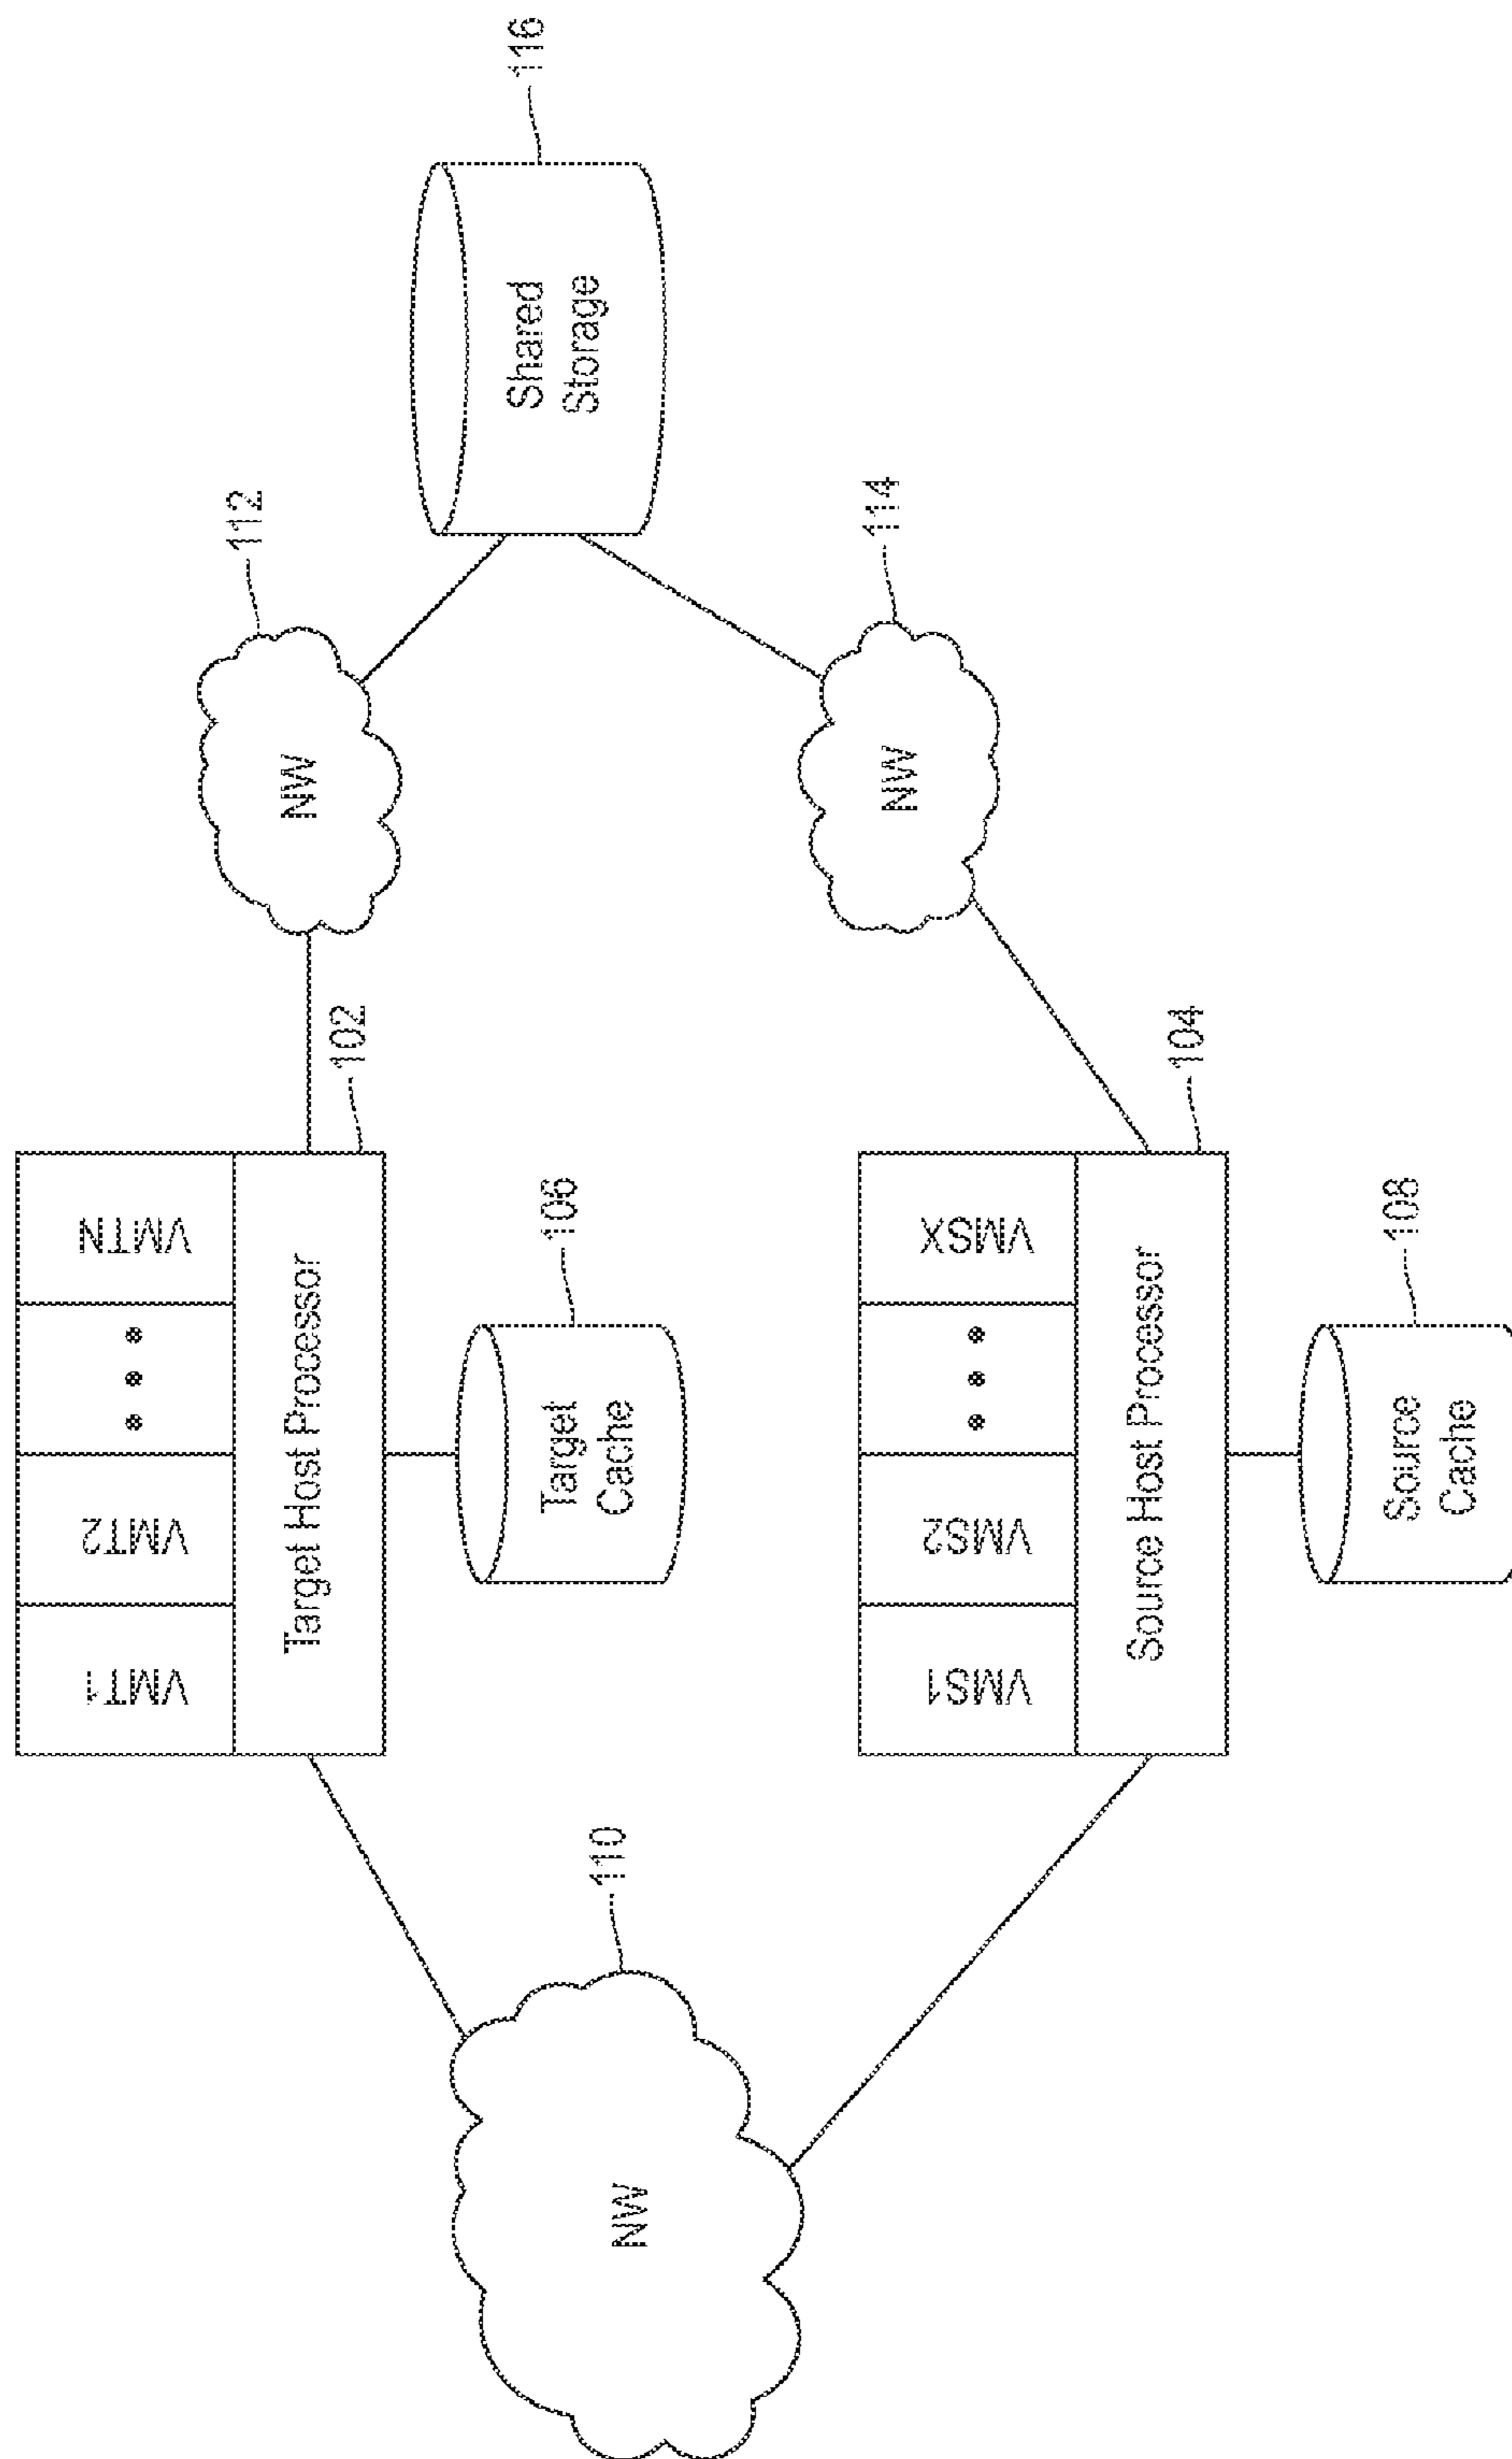 VMT1
VMT2
VMTN
Target Host Processor
102
Target
Cache
106
NW
112
NW
110
Shared
Storage
116
VMS1
VMS2
VMSX
Source Host Processor
104
Source
Cache
108
NW
114